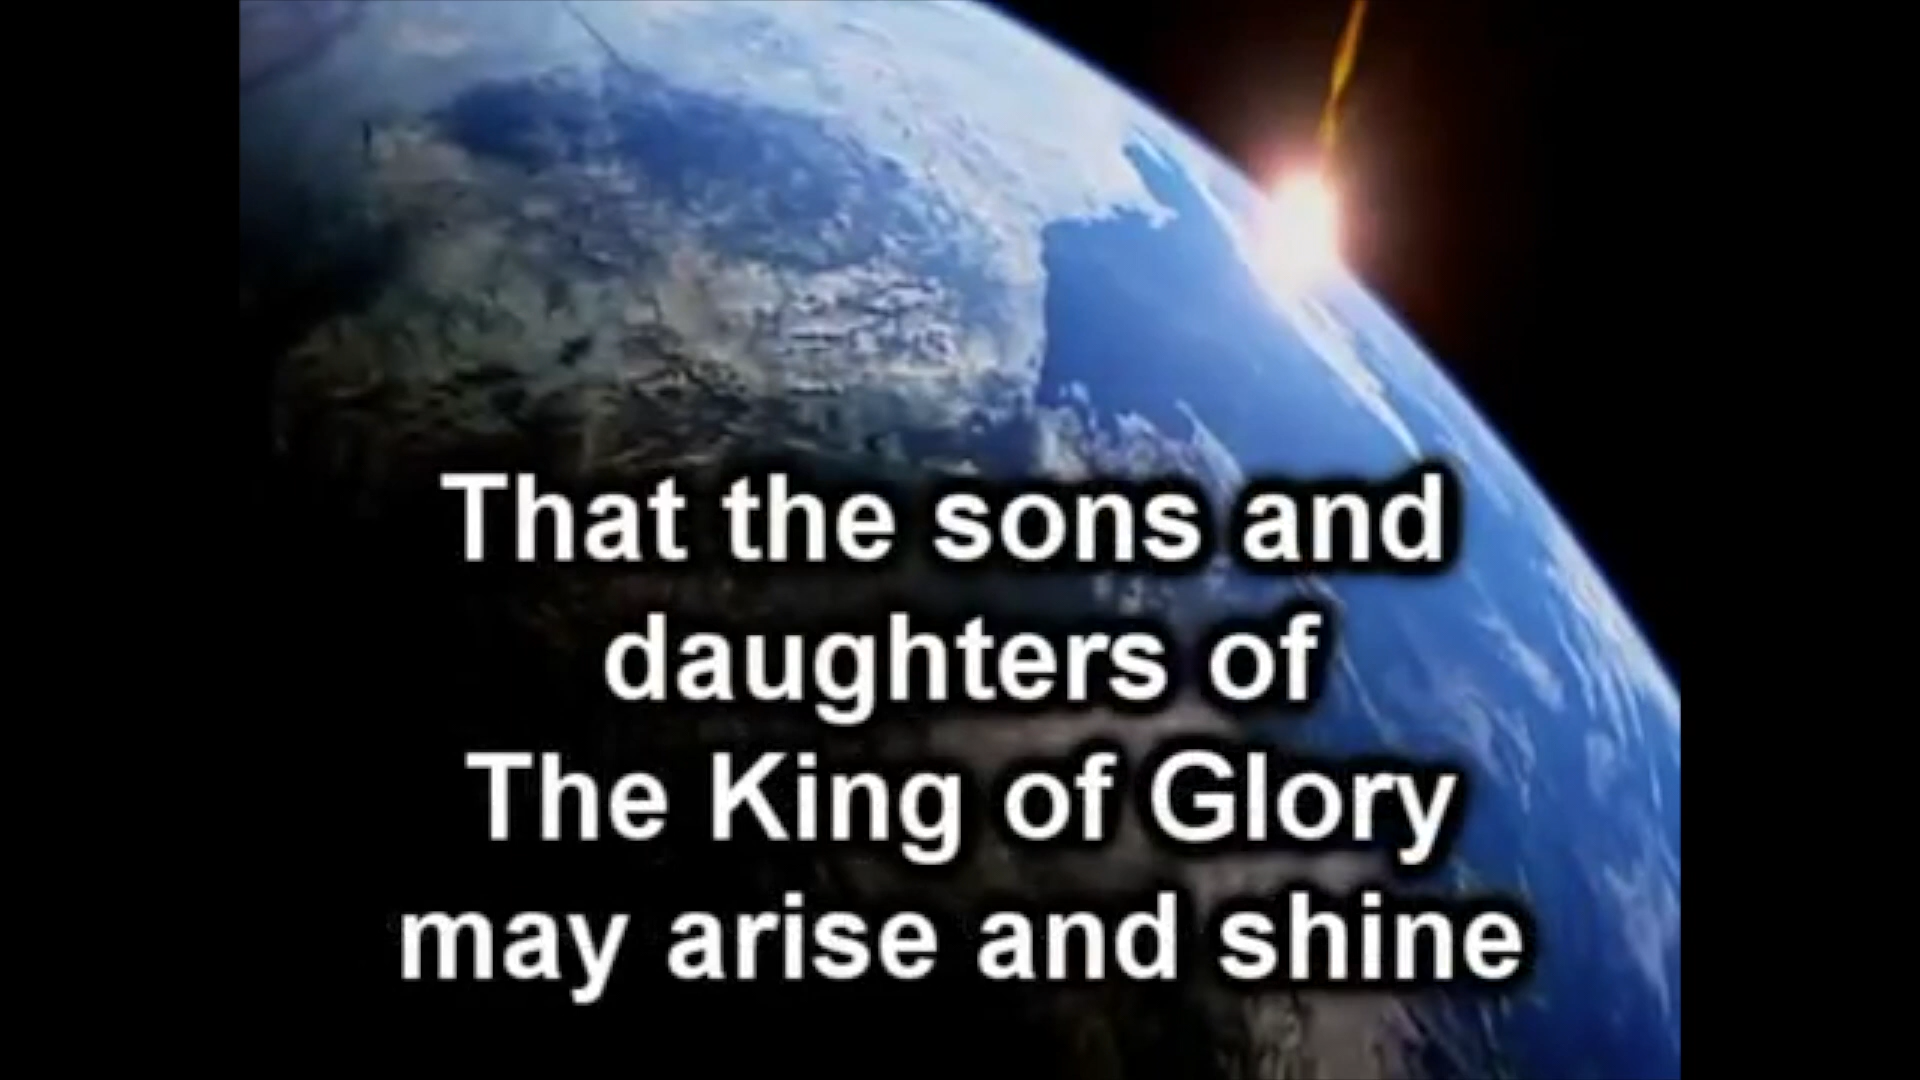 That the sons and
daughters of
The King of Glory
may arise and shine